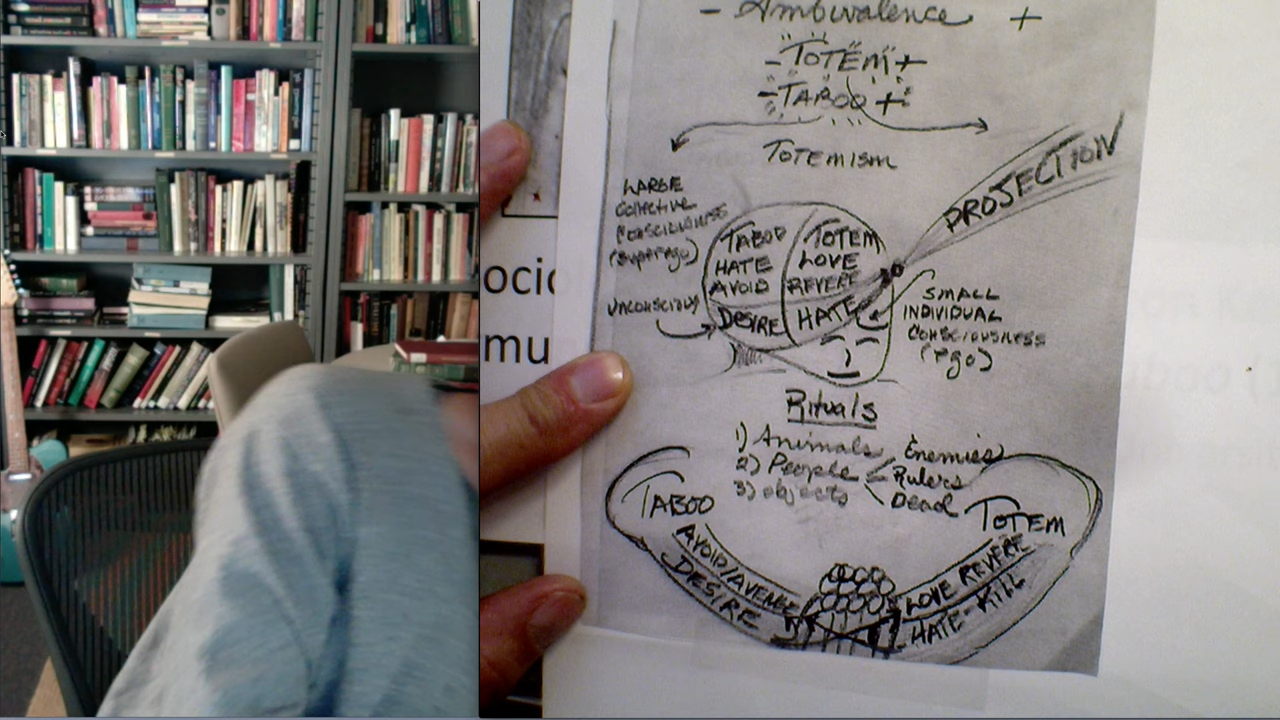 - Ambivalence +
- TOTEM +
- TABOO +
TOTEMISM
PROJECTION
LARGE
Collective
Consciousness
(Superego)
UNCONSCIOUS
TABOO
HATE
AVOID
DESIRE
TOTEM
LOVE
REVERE
HATE
SMALL
INDIVIDUAL
CONSCIOUSNESS
(ego)
ocio
mu
Rituals
1) Animals
2) People
3) objects
Enemies
Rulers
Dead
TABOO
AVOID/AVENGE
DESIRE
TOTEM
LOVE REVERE
HATE-KILL